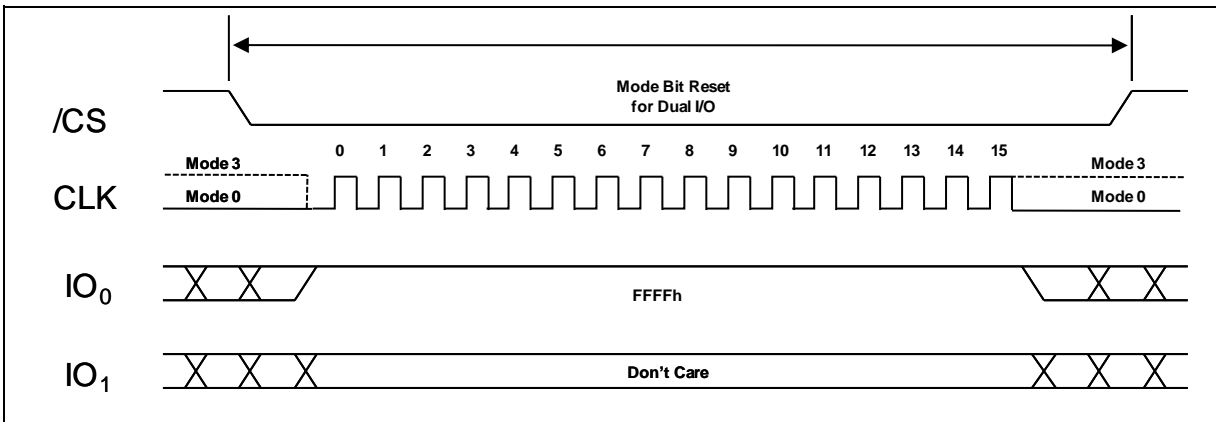 Mode Bit Reset
for Dual I/O
/CS
0 1 2 3 4 5 6 7 8 9 10 11 12 13 14 15
Mode 3 Mode 3
CLK Mode 0 Mode 0
IO0 FFFFh
IO1 Don't Care